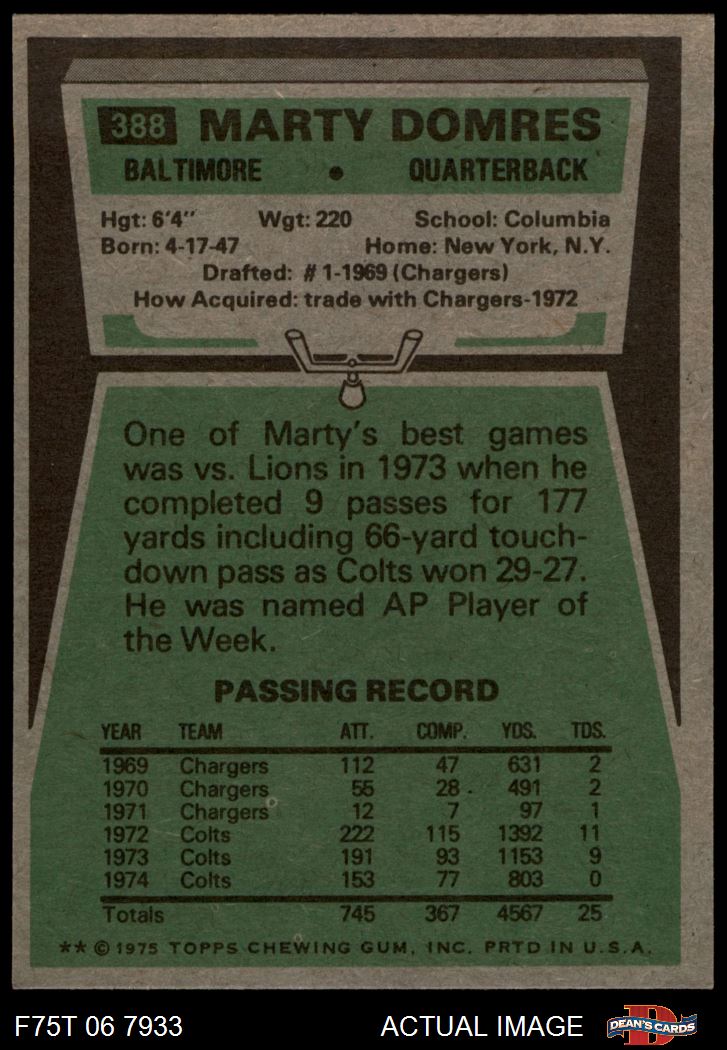 388 MARTY DOMRES
BALTIMORE • QUARTERBACK
Hgt: 6'4" Wgt: 220 School: Columbia
Born: 4-17-47 Home: New York, N.Y.
Drafted: #1-1969 (Chargers)
How Acquired: trade with Chargers-1972
One of Marty's best games
was vs. Lions in 1973 when he
completed 9 passes for 177
yards including 66-yard touch-
down pass as Colts won 29-27.
He was named AP Player of
the Week.
PASSING RECORD
YEAR TEAM ATT. COMP. YDS. TDS.
1969 Chargers 112 47 631 2
1970 Chargers 55 28 491 2
1971 Chargers 12 7 97 1
1972 Colts 222 115 1392 11
1973 Colts 191 93 1153 9
1974 Colts 153 77 803 0
Totals 745 367 4567 25
** © 1975 TOPPS CHEWING GUM, INC. PRTD IN U.S.A.
F75T 06 7933 ACTUAL IMAGE DEAN'S CARDS